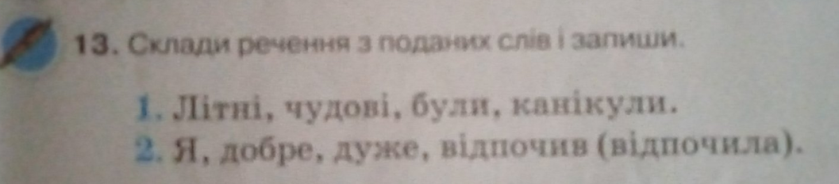 13. Склади речення з поданих слів і запиши.
1. Літні, чудові, були, канікули.
2. Я, добре, дуже, відпочив (відпочила).